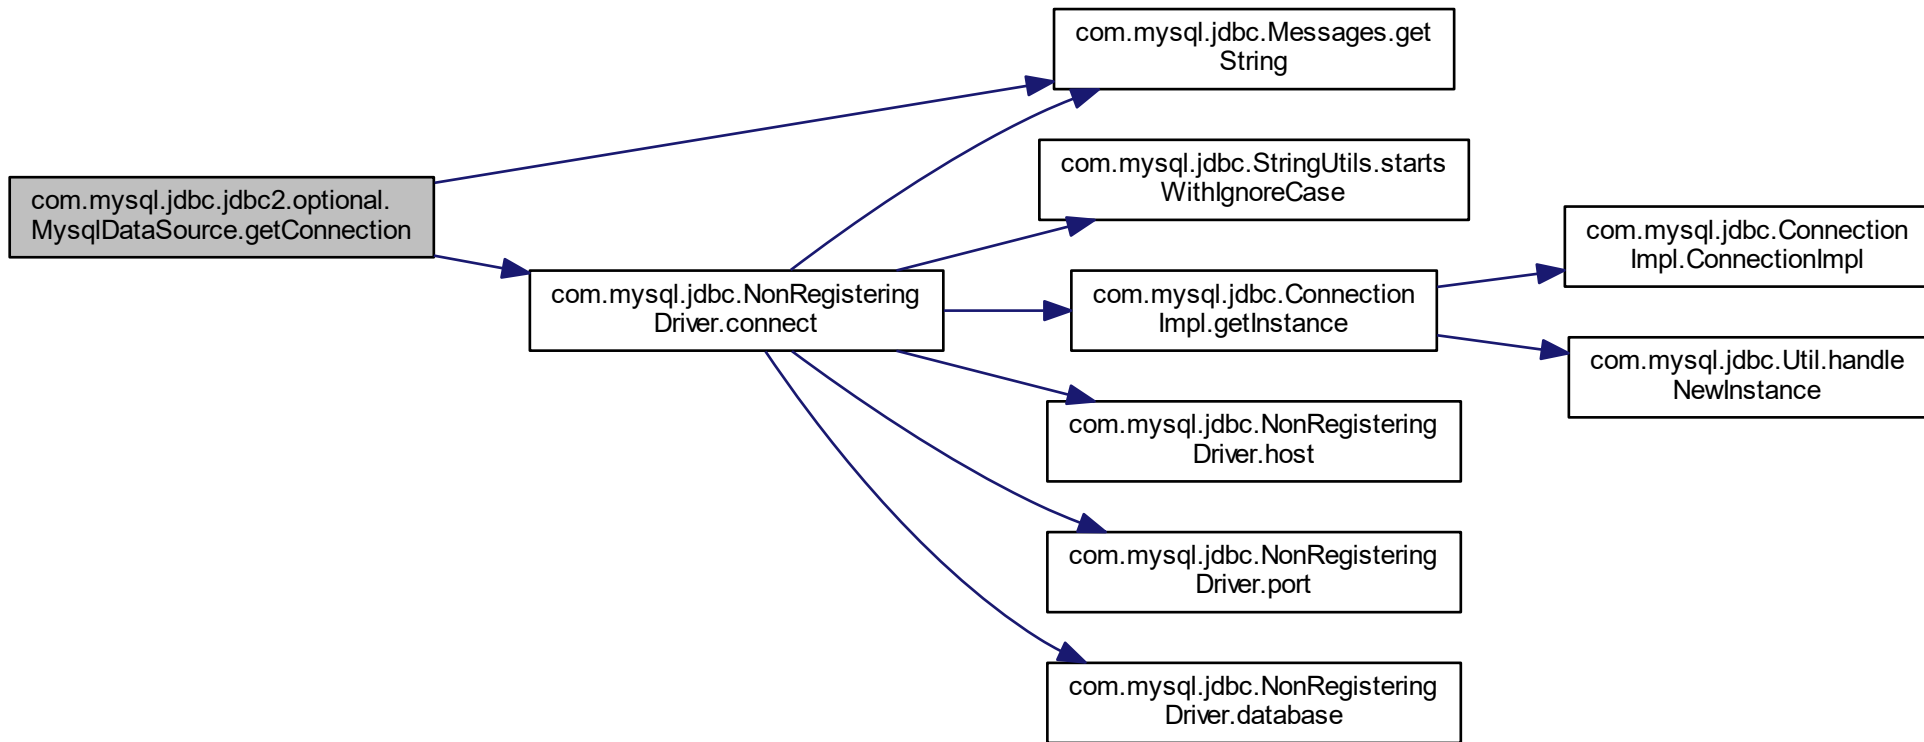 com.mysql.jdbc.jdbc2.optional.
MysqlDataSource.getConnection
com.mysql.jdbc.Messages.get
String
com.mysql.jdbc.NonRegistering
Driver.connect
com.mysql.jdbc.StringUtils.starts
WithIgnoreCase
com.mysql.jdbc.Connection
Impl.getInstance
com.mysql.jdbc.Connection
Impl.ConnectionImpl
com.mysql.jdbc.Util.handle
NewInstance
com.mysql.jdbc.NonRegistering
Driver.host
com.mysql.jdbc.NonRegistering
Driver.port
com.mysql.jdbc.NonRegistering
Driver.database